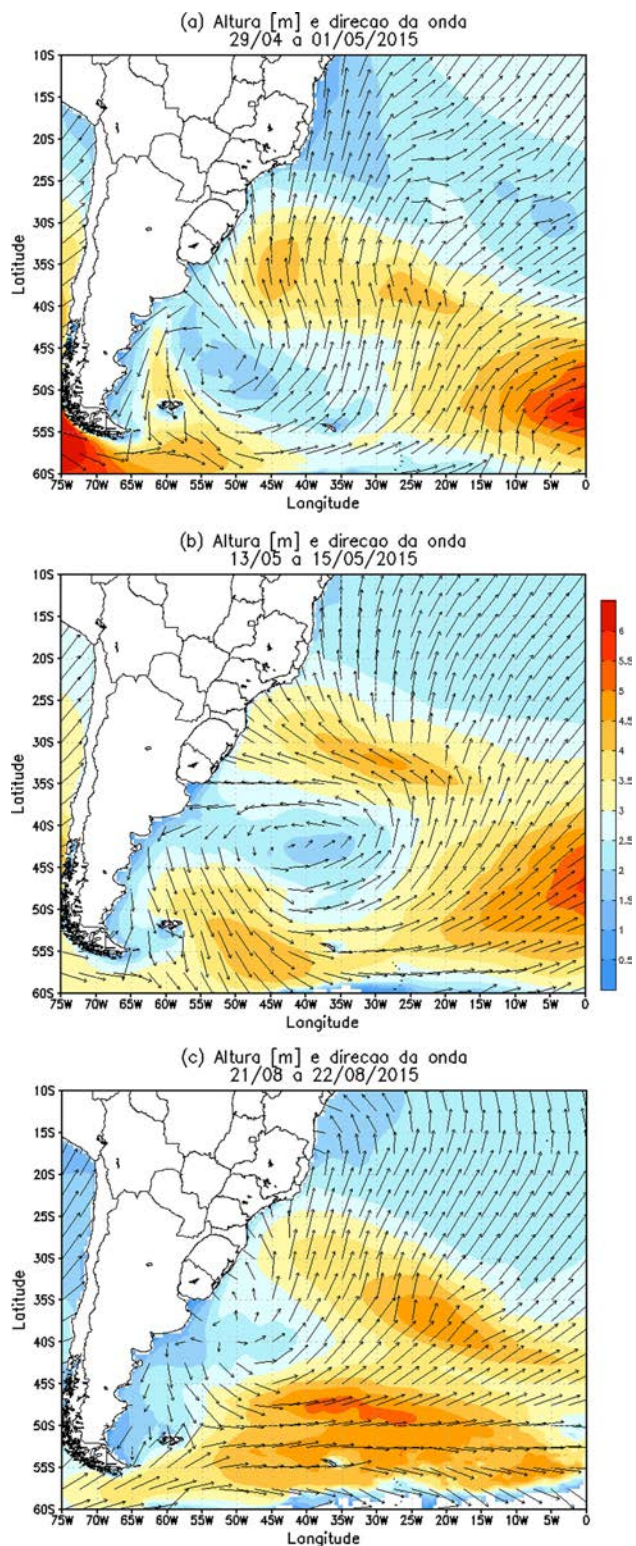 (a) Altura [m] e direcao da onda
29/04 a 01/05/2015
10S
15S
20S
25S
30S
35S
40S
45S
50S
55S
60S
Latitude
75W 70W 65W 60W 55W 50W 45W 40W 35W 30W 25W 20W 15W 10W 5W 0
Longitude
(b) Altura [m] e direcao da onda
13/05 a 15/05/2015
10S
15S
20S
25S
30S
35S
40S
45S
50S
55S
60S
Latitude
75W 70W 65W 60W 55W 50W 45W 40W 35W 30W 25W 20W 15W 10W 5W 0
Longitude
6
5.5
5
4.5
4
3.5
3
2.5
2
1.5
1
0.5
(c) Altura [m] e direcao da onda
21/08 a 22/08/2015
10S
15S
20S
25S
30S
35S
40S
45S
50S
55S
60S
Latitude
75W 70W 65W 60W 55W 50W 45W 40W 35W 30W 25W 20W 15W 10W 5W 0
Longitude